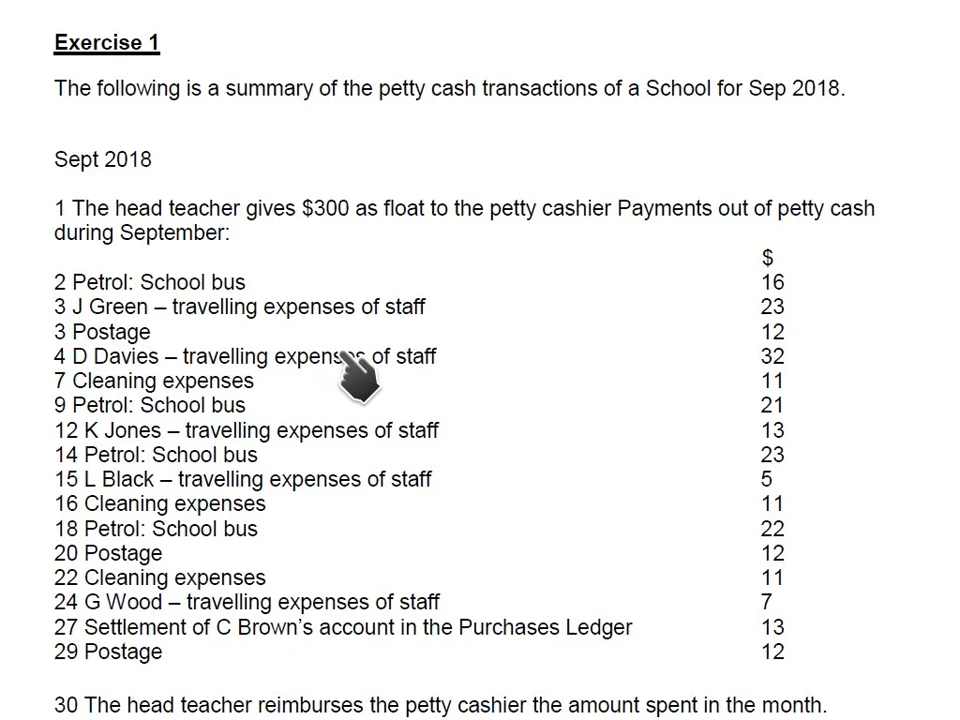 Exercise 1
The following is a summary of the petty cash transactions of a School for Sep 2018.
Sept 2018
1 The head teacher gives $300 as float to the petty cashier Payments out of petty cash
during September:
$
2 Petrol: School bus 16
3 J Green – travelling expenses of staff 23
3 Postage 12
4 D Davies – travelling expenses of staff 32
7 Cleaning expenses 11
9 Petrol: School bus 21
12 K Jones – travelling expenses of staff 13
14 Petrol: School bus 23
15 L Black – travelling expenses of staff 5
16 Cleaning expenses 11
18 Petrol: School bus 22
20 Postage 12
22 Cleaning expenses 11
24 G Wood – travelling expenses of staff 7
27 Settlement of C Brown’s account in the Purchases Ledger 13
29 Postage 12
30 The head teacher reimburses the petty cashier the amount spent in the month.